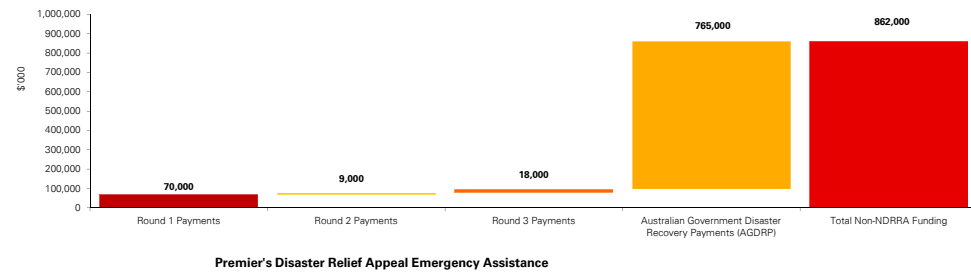 1,000,000
900,000
800,000
700,000
600,000
500,000
400,000
300,000
200,000
100,000
0
$'000
70,000
9,000
18,000
765,000
862,000
Round 1 Payments
Round 2 Payments
Round 3 Payments
Australian Government Disaster
Recovery Payments (AGDRP)
Total Non-NDRRA Funding
Premier's Disaster Relief Appeal Emergency Assistance